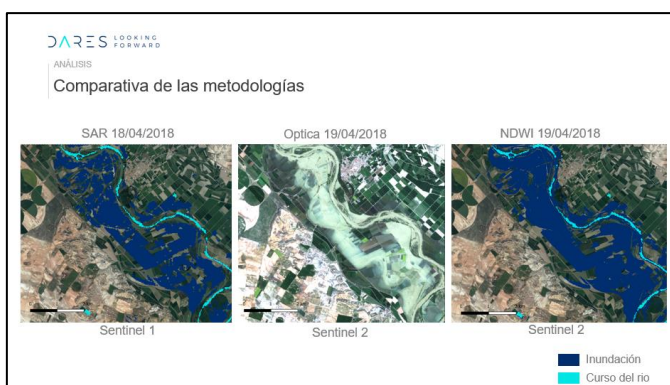 DARES LOOKING
FORWARD
ANÁLISIS
Comparativa de las metodologías
SAR 18/04/2018
Optica 19/04/2018
NDWI 19/04/2018
Sentinel 1
Sentinel 2
Sentinel 2
Inundación
Curso del rio